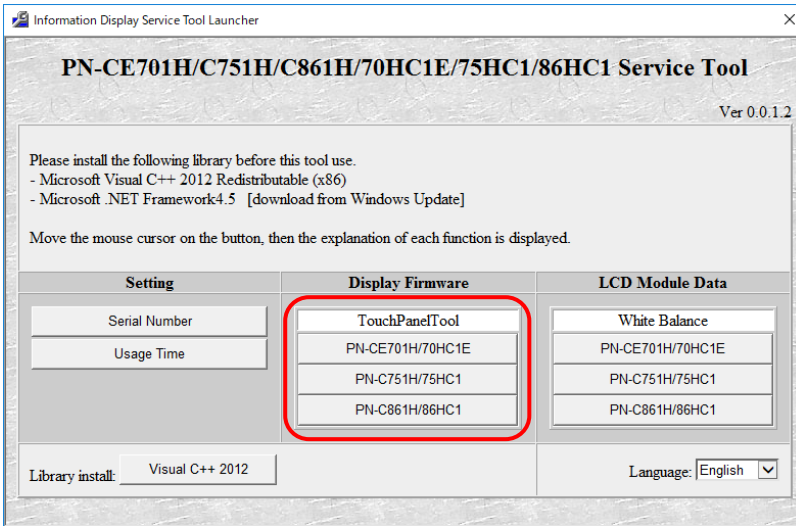 Information Display Service Tool Launcher
PN-CE701H/C751H/C861H/70HC1E/75HC1/86HC1 Service Tool
Ver 0.0.1.2
Please install the following library before this tool use.
- Microsoft Visual C++ 2012 Redistributable (x86)
- Microsoft .NET Framework4.5 [download from Windows Update]
Move the mouse cursor on the button, then the explanation of each function is displayed.
Setting
Serial Number
Usage Time
Display Firmware
TouchPanelTool
PN-CE701H/70HC1E
PN-C751H/75HC1
PN-C861H/86HC1
LCD Module Data
White Balance
PN-CE701H/70HC1E
PN-C751H/75HC1
PN-C861H/86HC1
Library install: Visual C++ 2012
Language: English